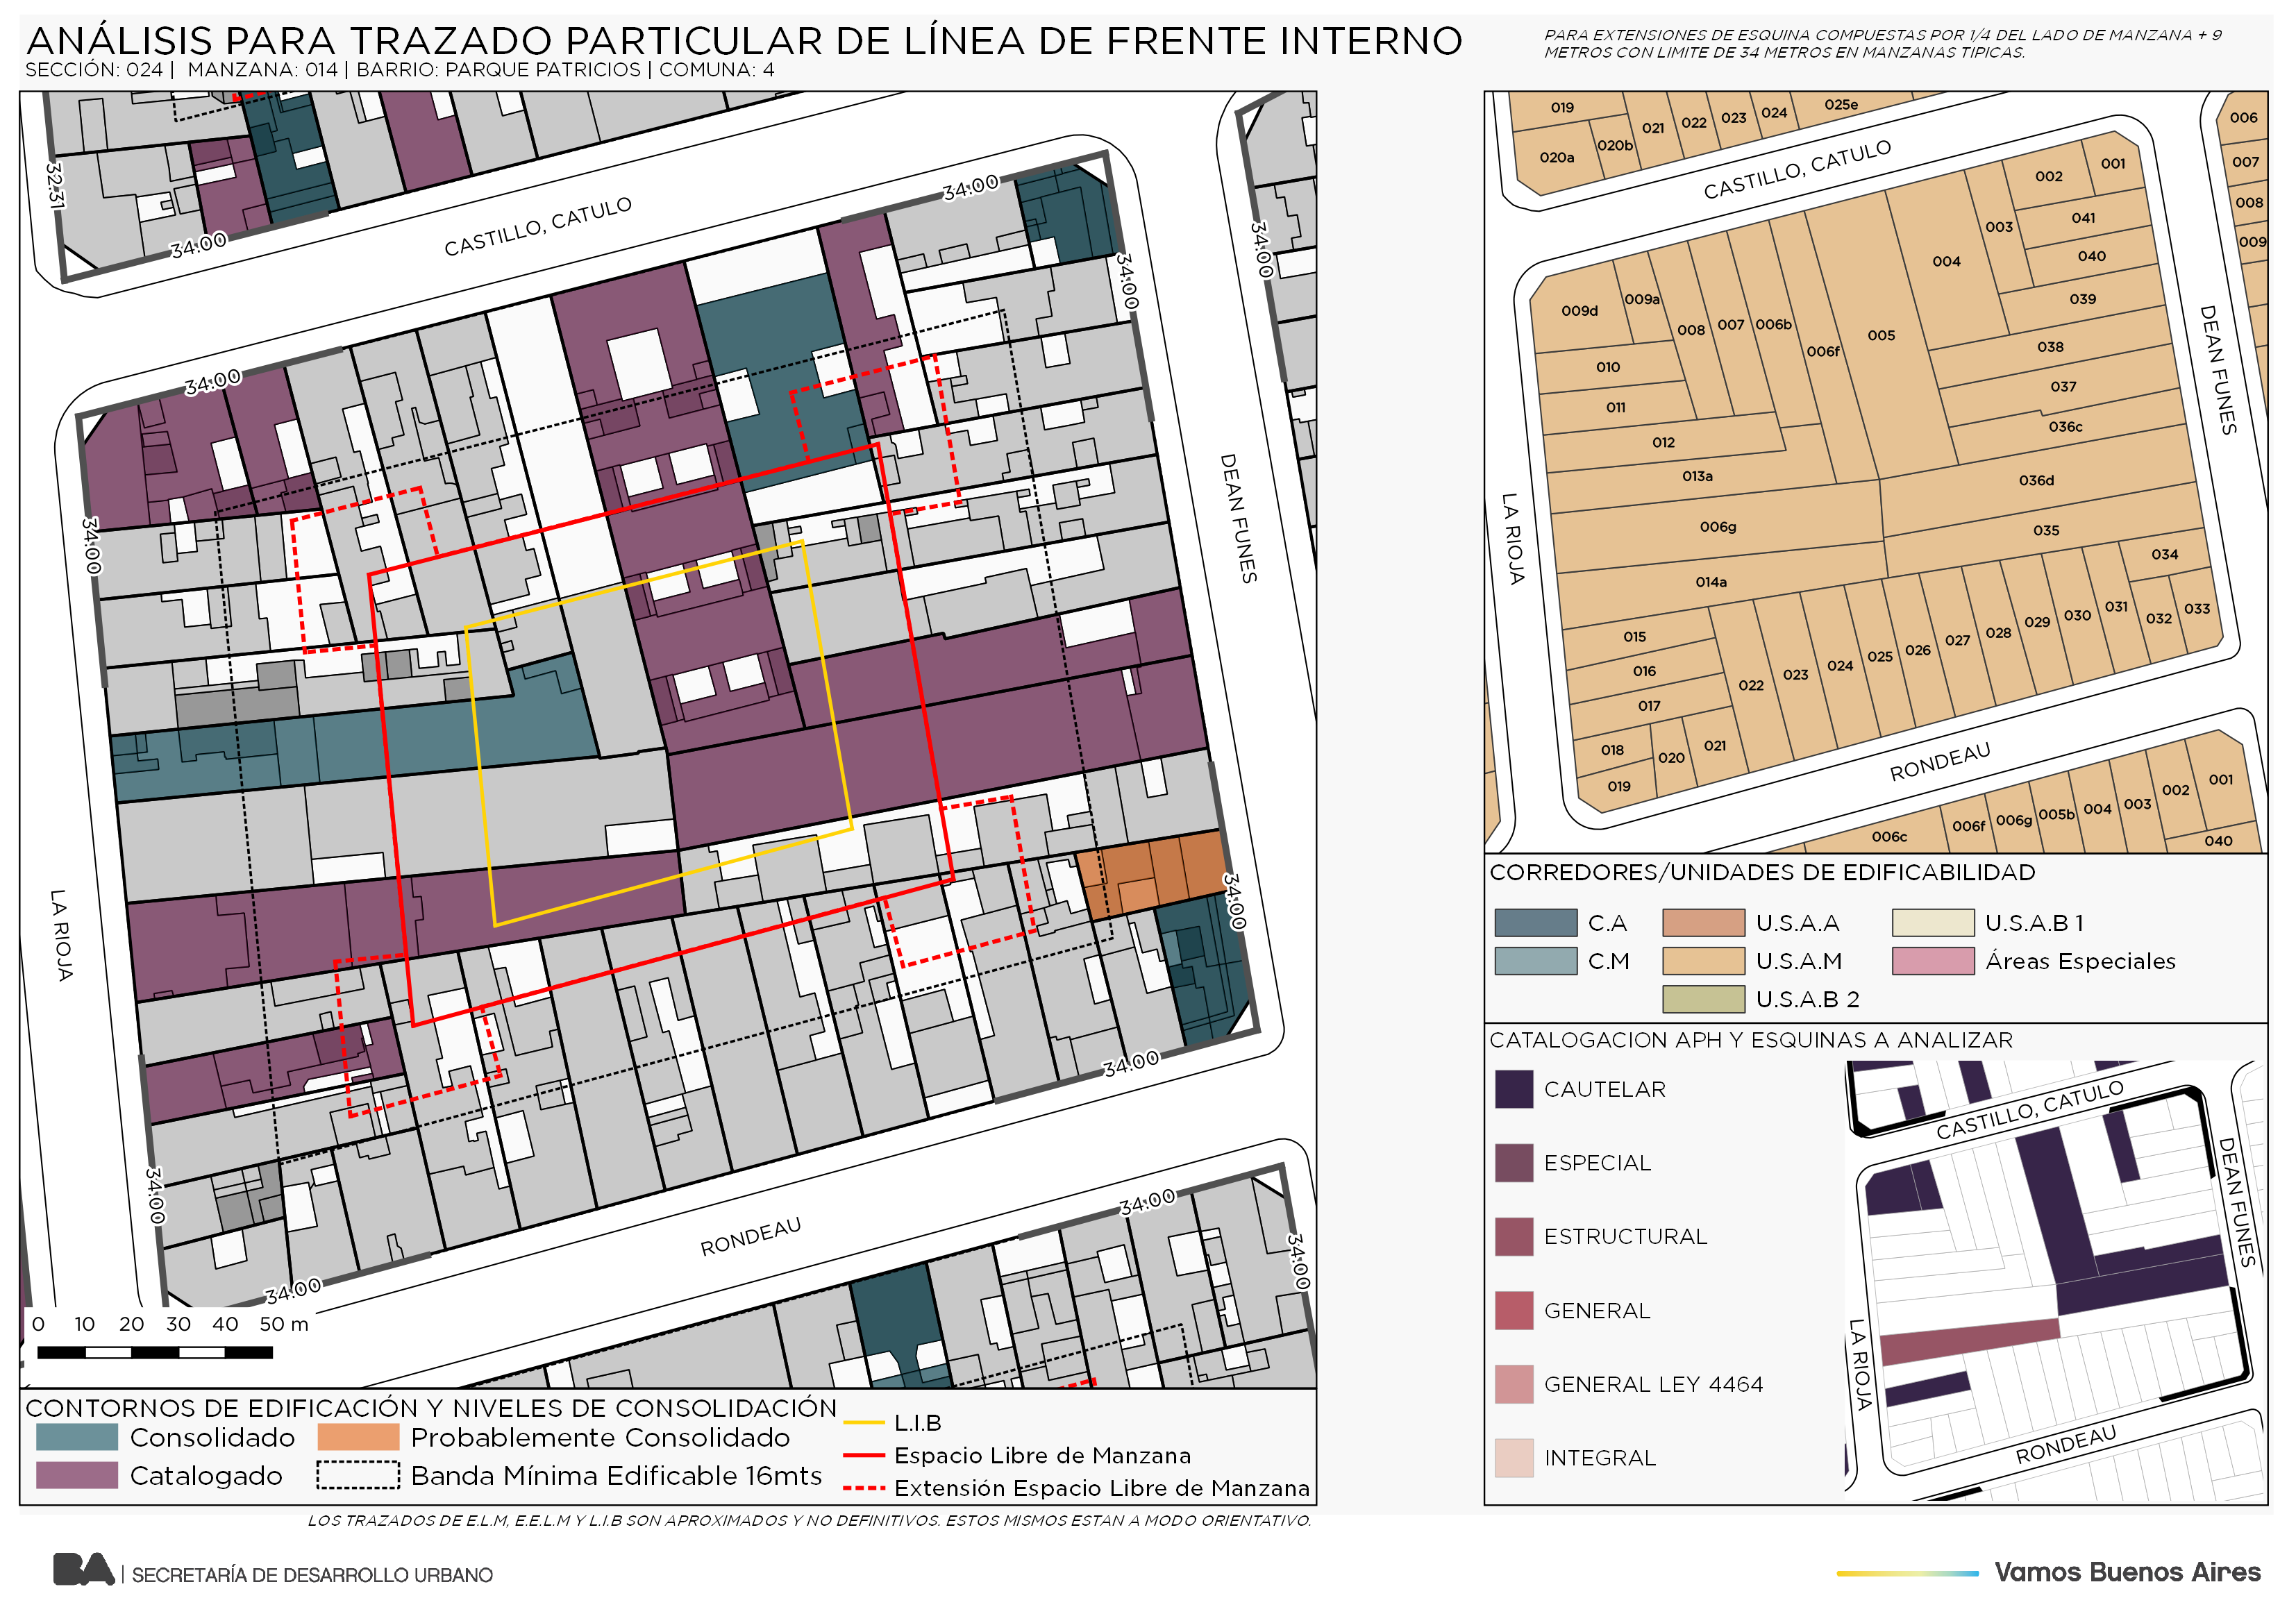 ANÁLISIS PARA TRAZADO PARTICULAR DE LÍNEA DE FRENTE INTERNO
SECCIÓN: 024 | MANZANA: 014 | BARRIO: PARQUE PATRICIOS | COMUNA: 4
PARA EXTENSIONES DE ESQUINA COMPUESTAS POR 1/4 DEL LADO DE MANZANA + 9
METROS CON LIMITE DE 34 METROS EN MANZANAS TIPICAS.
32.31
34.00
CASTILLO, CATULO
34.00
34.00
34.00
34.00
34.00
DEAN FUNES
LA RIOJA
34.00
34.00
34.00
34.00
RONDEAU
34.00
34.00
0 10 20 30 40 50 m
CONTORNOS DE EDIFICACIÓN Y NIVELES DE CONSOLIDACIÓN
Consolidado
Probablemente Consolidado
Catalogado
Banda Mínima Edificable 16mts
L.I.B
Espacio Libre de Manzana
Extensión Espacio Libre de Manzana
LOS TRAZADOS DE E.L.M, E.E.L.M Y L.I.B SON APROXIMADOS Y NO DEFINITIVOS. ESTOS MISMOS ESTAN A MODO ORIENTATIVO.
019
020a
020b
021
022
023
024
025e
006
007
008
009
CASTILLO, CATULO
001
002
003
041
040
039
004
005
038
037
036c
036d
035
034
033
032
031
030
029
028
027
026
025
024
023
022
021
020
019
018
017
016
015
014a
006g
013a
012
011
010
009d
009a
008
007
006b
006f
DEAN FUNES
LA RIOJA
RONDEAU
006c
006f
006g
005b
004
003
002
001
040
CORREDORES/UNIDADES DE EDIFICABILIDAD
C.A
U.S.A.A
U.S.A.B 1
C.M
U.S.A.M
Áreas Especiales
U.S.A.B 2
CATALOGACION APH Y ESQUINAS A ANALIZAR
CAUTELAR
ESPECIAL
ESTRUCTURAL
GENERAL
GENERAL LEY 4464
INTEGRAL
CASTILLO, CATULO
DEAN FUNES
LA RIOJA
RONDEAU
BA | SECRETARÍA DE DESARROLLO URBANO
Vamos Buenos Aires